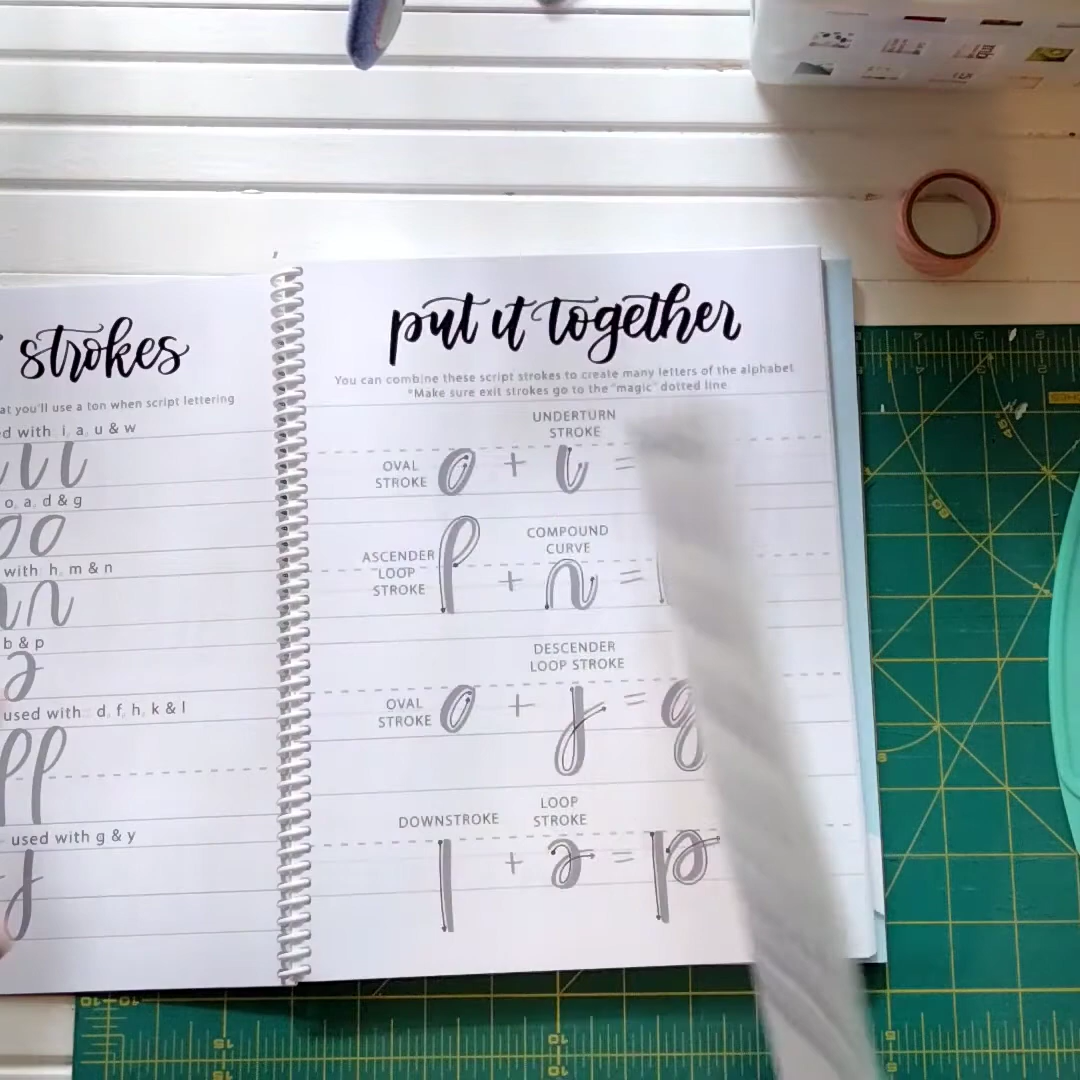 strokes
at you'll use a ton when script lettering
ed with: i, a, u & w
o, a, d & g
with: h, m & n
b & p
used with: d, f, h, k & l
used with g & y
put it together
You can combine these script strokes to create many letters of the alphabet
*Make sure exit strokes go to the "magic" dotted line
UNDERTURN
STROKE
OVAL
STROKE
+
=
COMPOUND
CURVE
ASCENDER
LOOP
STROKE
+
=
DESCENDER
LOOP STROKE
OVAL
STROKE
o + = g
LOOP
DOWNSTROKE STROKE
+ = p